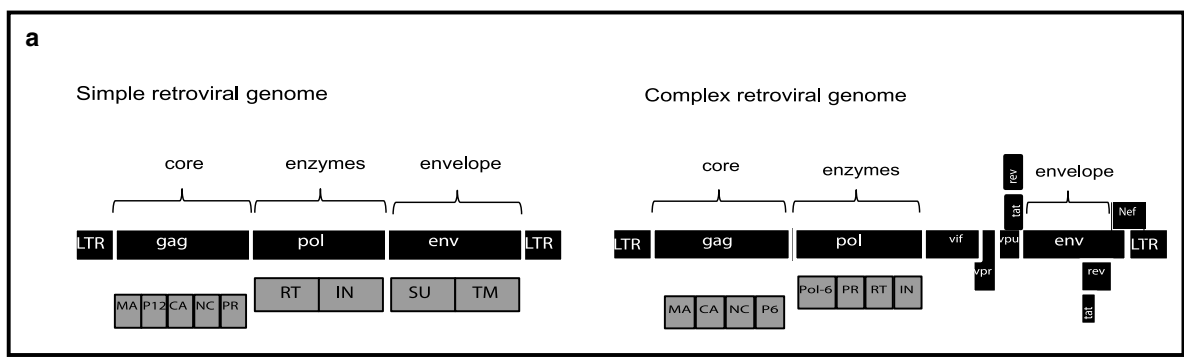 a
Simple retroviral genome
core enzymes envelope
LTR gag pol env LTR
RT IN SU TM
MA P12 CA NC PR
Complex retroviral genome
core enzymes rev envelope
tat Nef
LTR gag pol vif vpu env LTR
vpr rev
Pol-6 PR RT IN
MA CA NC P6 tat